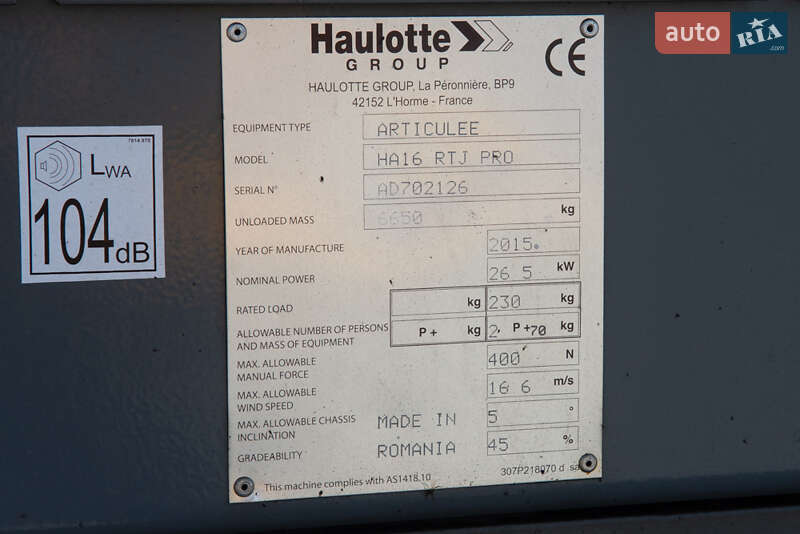 auto RIA.com
Haulotte
GROUP
CE
HAULOTTE GROUP, La Péronnière, BP9
42152 L'Horme - France
EQUIPMENT TYPE ARTICULEE
MODEL HA16 RTJ PRO
SERIAL N° AD702126
UNLOADED MASS 6650 kg
YEAR OF MANUFACTURE 2015.
NOMINAL POWER 26 5 kW
RATED LOAD kg 230 kg
ALLOWABLE NUMBER OF PERSONS
AND MASS OF EQUIPMENT P + kg 2 P +70 kg
MAX. ALLOWABLE
MANUAL FORCE 400 N
MAX. ALLOWABLE
WIND SPEED 16 6 m/s
MAX. ALLOWABLE CHASSIS
INCLINATION 5 °
MADE IN
ROMANIA
GRADEABILITY 45 %
This machine complies with AS1418.10
307P218070 d
LWA
104dB